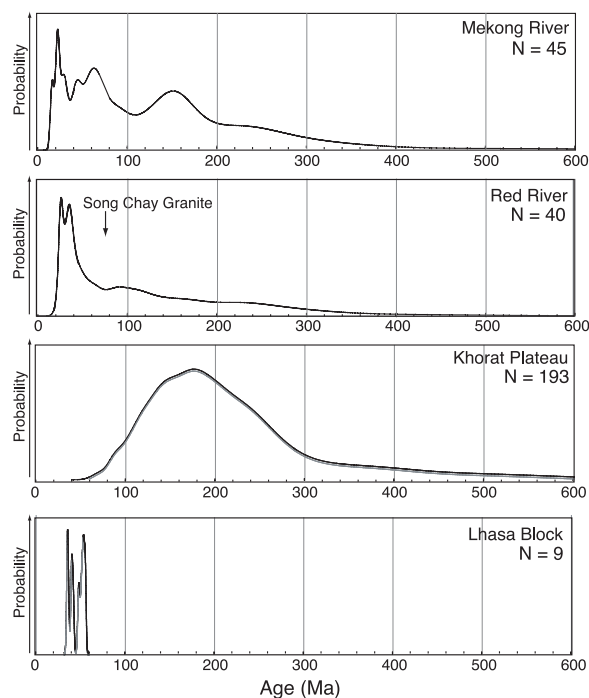 Probability
Mekong River
N = 45
0 100 200 300 400 500 600
Probability
Song Chay Granite
Red River
N = 40
0 100 200 300 400 500 600
Probability
Khorat Plateau
N = 193
0 100 200 300 400 500 600
Probability
Lhasa Block
N = 9
0 100 200 300 400 500 600
Age (Ma)